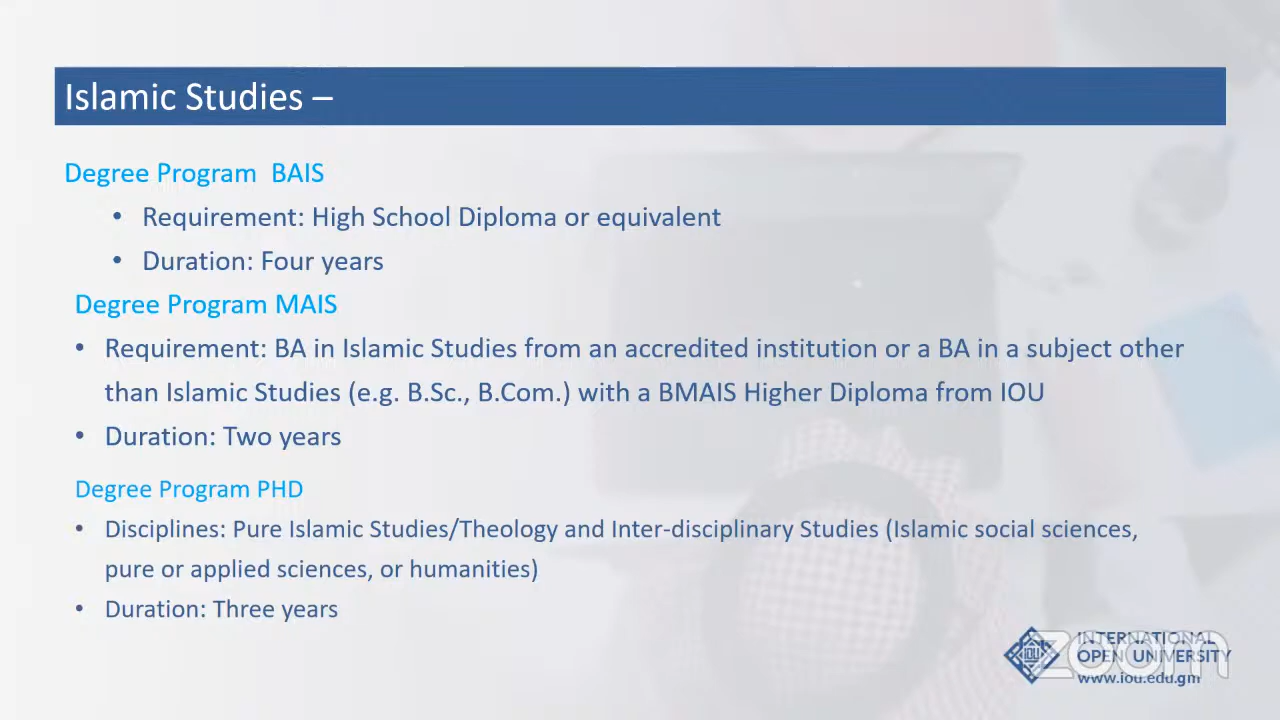 Islamic Studies –
Degree Program BAIS
• Requirement: High School Diploma or equivalent
• Duration: Four years
Degree Program MAIS
• Requirement: BA in Islamic Studies from an accredited institution or a BA in a subject other
than Islamic Studies (e.g. B.Sc., B.Com.) with a BMAIS Higher Diploma from IOU
• Duration: Two years
Degree Program PHD
• Disciplines: Pure Islamic Studies/Theology and Inter-disciplinary Studies (Islamic social sciences,
pure or applied sciences, or humanities)
• Duration: Three years
IOU
INTERNATIONAL
OPEN UNIVERSITY
www.iou.edu.gm
zoom